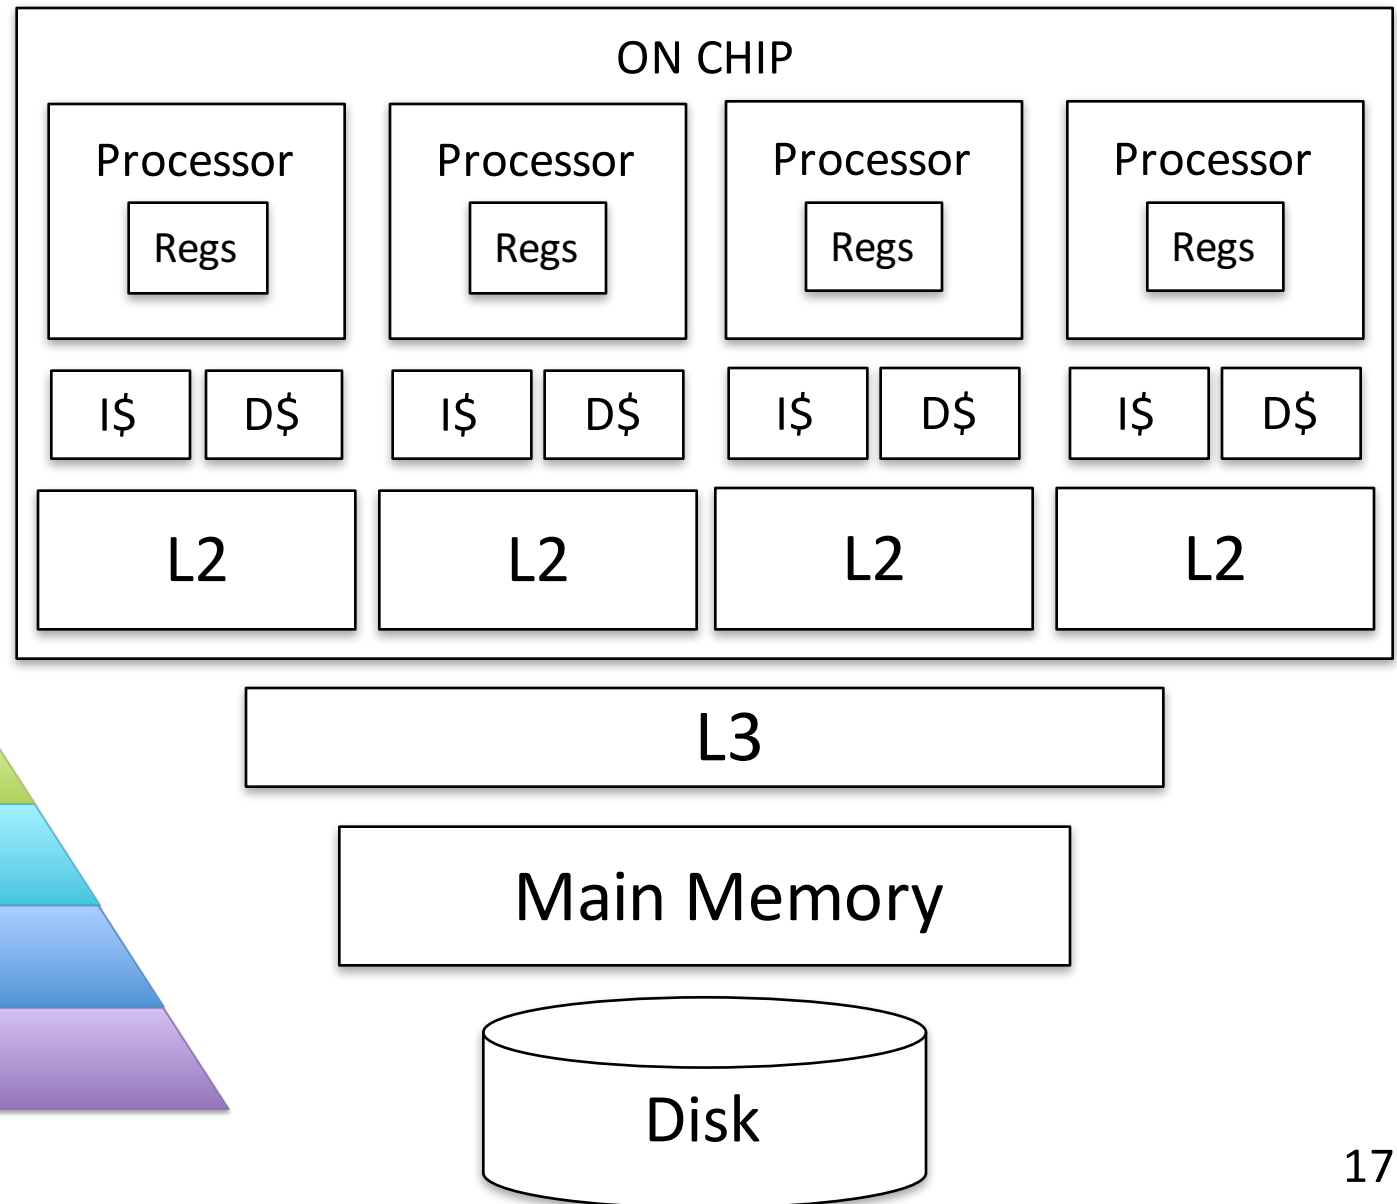 ON CHIP
Processor Processor Processor Processor
Regs Regs Regs Regs
I$ D$ I$ D$ I$ D$ I$ D$
L2 L2 L2 L2
L3
Main Memory
Disk
17